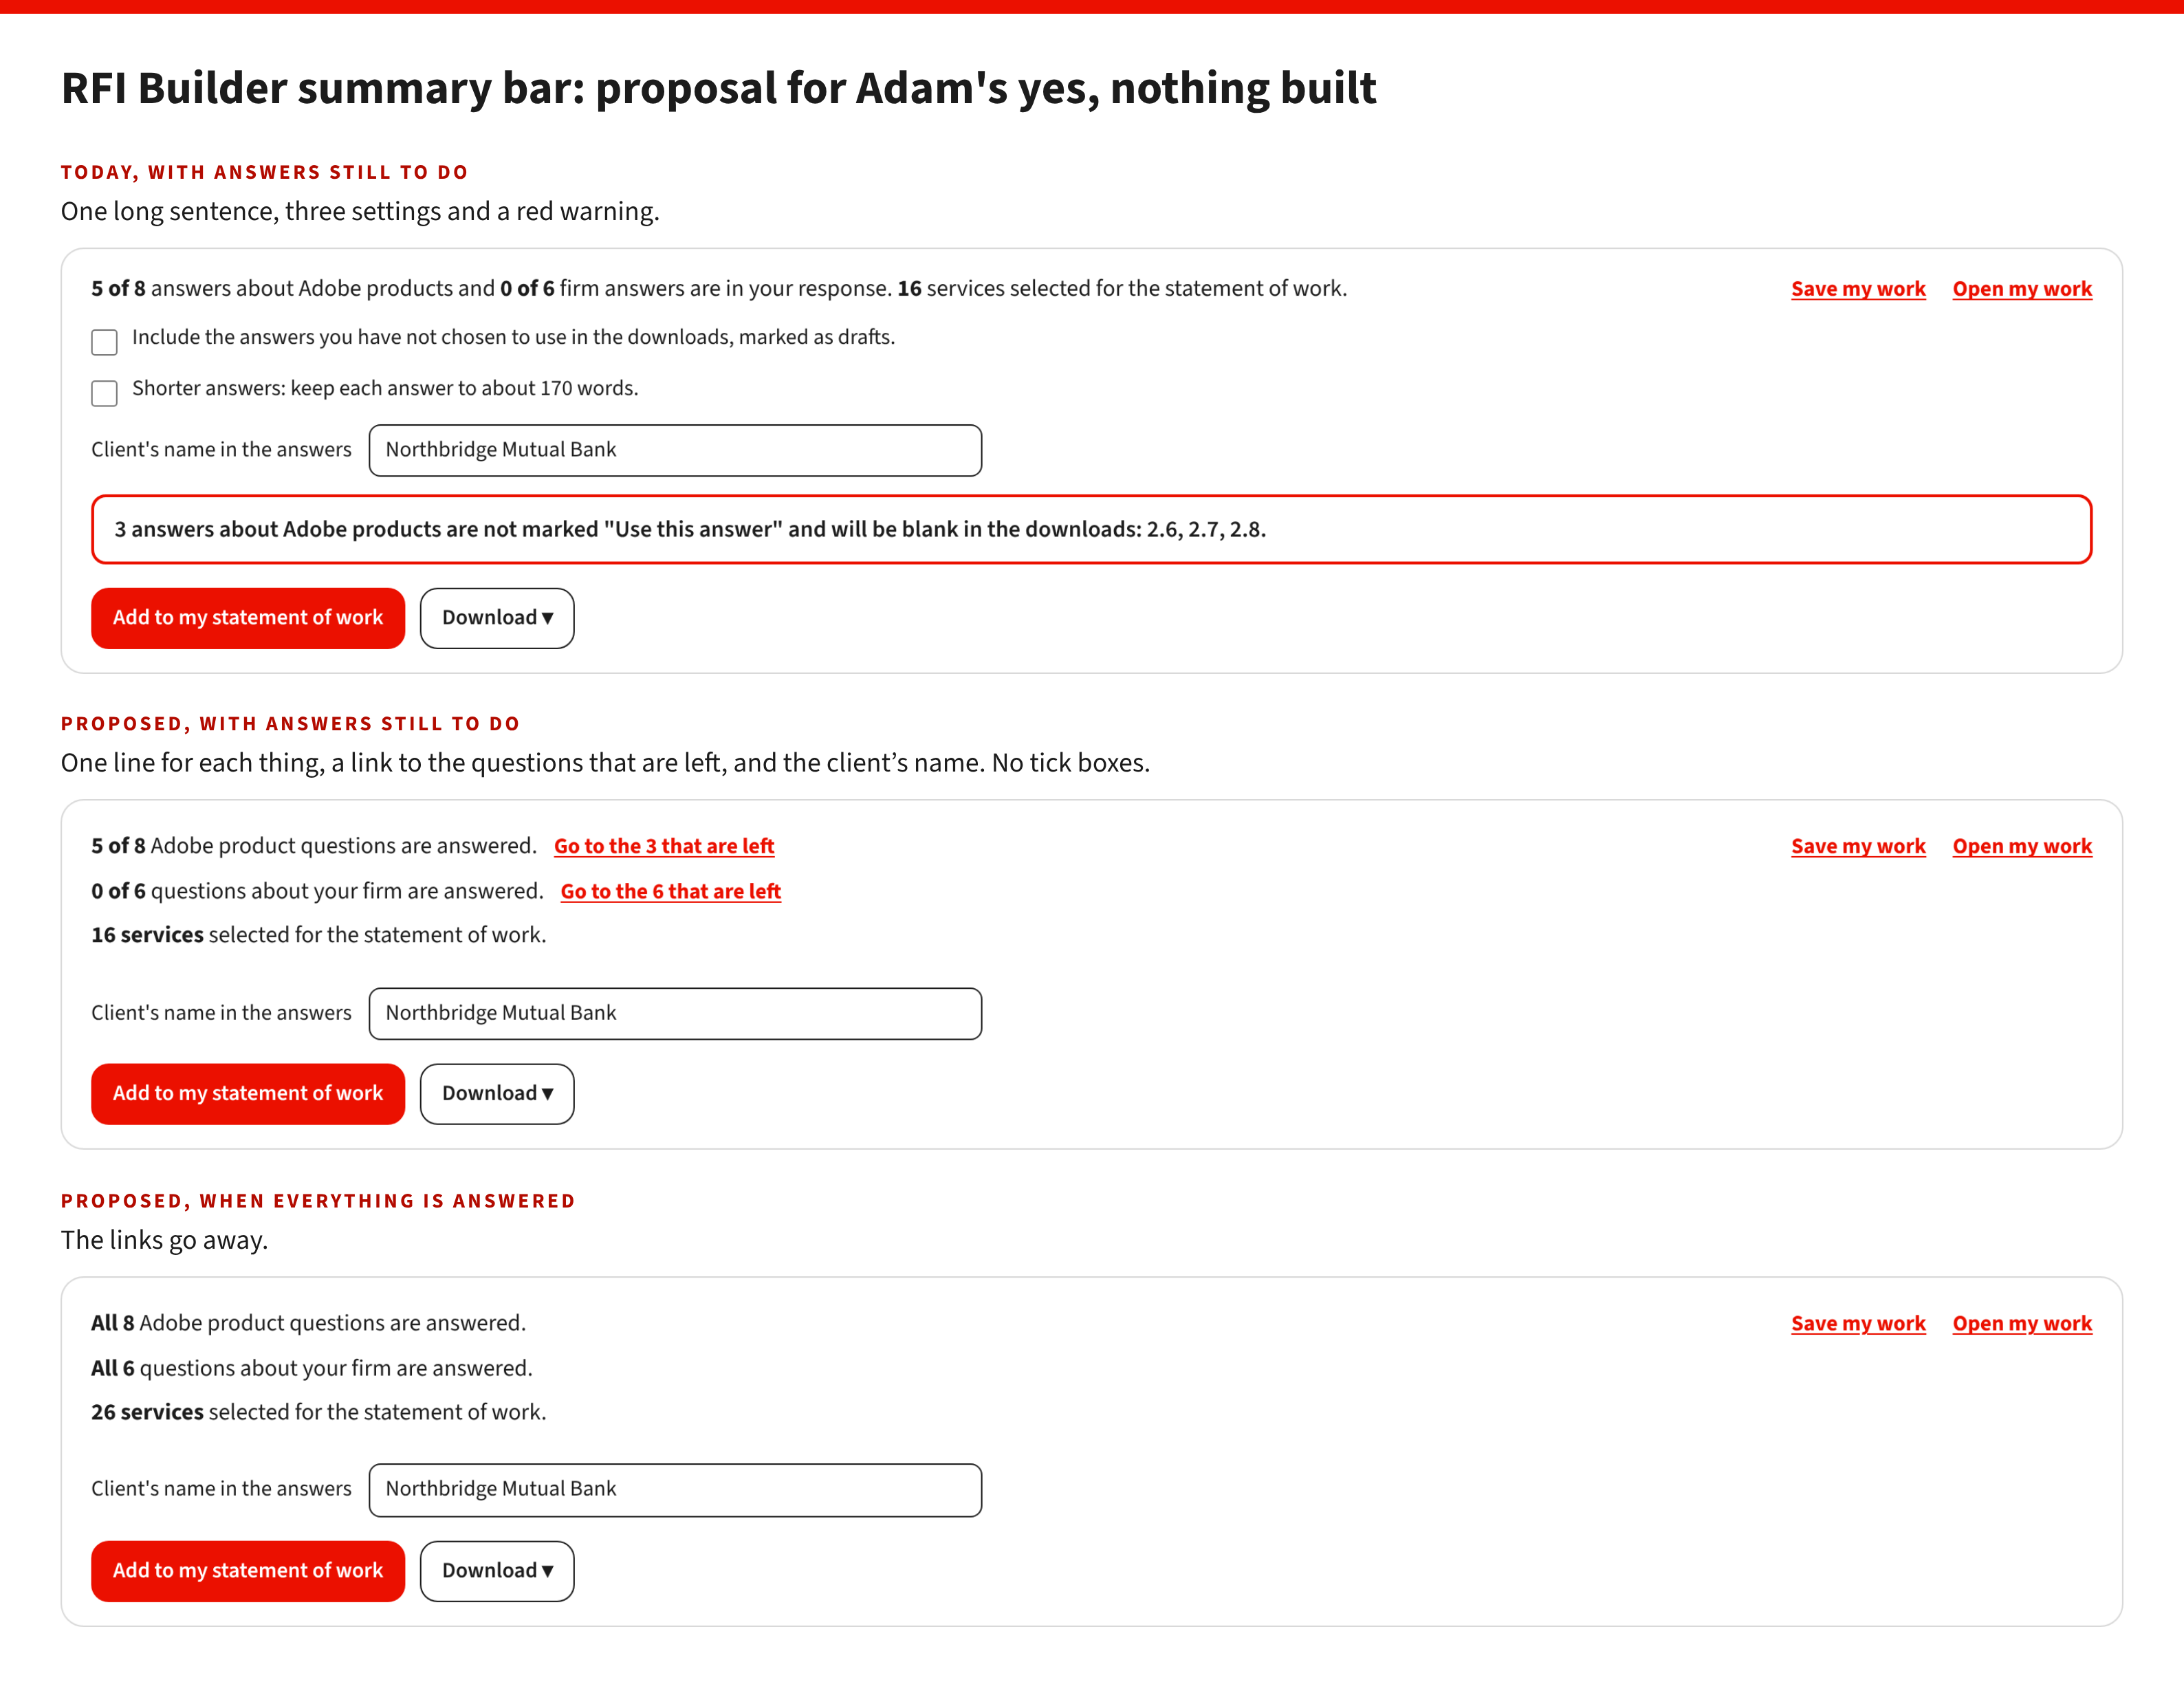 RFI Builder summary bar: proposal for Adam's yes, nothing built
TODAY, WITH ANSWERS STILL TO DO
One long sentence, three settings and a red warning.
5 of 8 answers about Adobe products and 0 of 6 firm answers are in your response. 16 services selected for the statement of work.
Save my work Open my work
Include the answers you have not chosen to use in the downloads, marked as drafts.
Shorter answers: keep each answer to about 170 words.
Client's name in the answers Northbridge Mutual Bank
3 answers about Adobe products are not marked "Use this answer" and will be blank in the downloads: 2.6, 2.7, 2.8.
Add to my statement of work Download ▼
PROPOSED, WITH ANSWERS STILL TO DO
One line for each thing, a link to the questions that are left, and the client’s name. No tick boxes.
5 of 8 Adobe product questions are answered. Go to the 3 that are left
Save my work Open my work
0 of 6 questions about your firm are answered. Go to the 6 that are left
16 services selected for the statement of work.
Client's name in the answers Northbridge Mutual Bank
Add to my statement of work Download ▼
PROPOSED, WHEN EVERYTHING IS ANSWERED
The links go away.
All 8 Adobe product questions are answered.
Save my work Open my work
All 6 questions about your firm are answered.
26 services selected for the statement of work.
Client's name in the answers Northbridge Mutual Bank
Add to my statement of work Download ▼